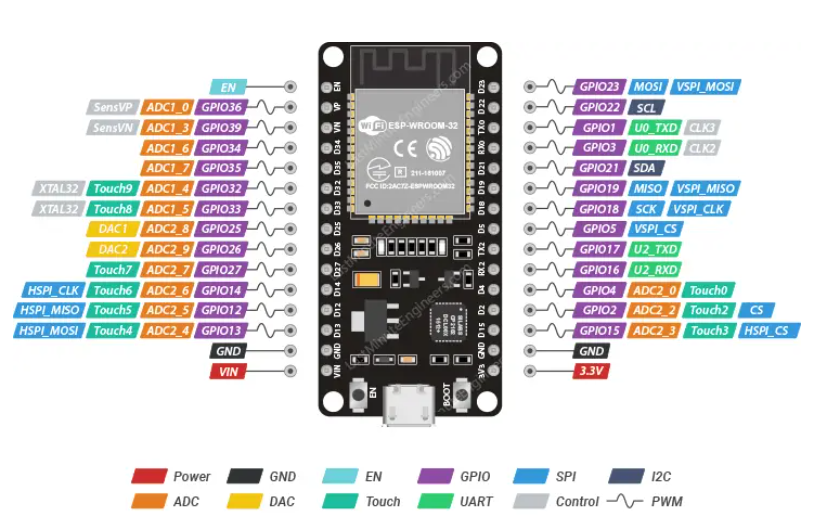 EN
SensVP ADC1_0 GPIO36
SensVN ADC1_3 GPIO39
ADC1_6 GPIO34
ADC1_7 GPIO35
XTAL32 Touch9 ADC1_4 GPIO32
XTAL32 Touch8 ADC1_5 GPIO33
DAC1 ADC2_8 GPIO25
DAC2 ADC2_9 GPIO26
Touch7 ADC2_7 GPIO27
HSPI_CLK Touch6 ADC2_6 GPIO14
HSPI_MISO Touch5 ADC2_5 GPIO12
HSPI_MOSI Touch4 ADC2_4 GPIO13
GND
VIN
EN
VP
VN
D34
D35
D32
D33
D25
D26
D27
D14
D12
D13
GND
VIN
WiFi ESP-WROOM-32
CE
R 211-161007
FCC ID:2AC7Z-ESPWROOM32
LastMinuteEngineers.com
EN
BOOT
D23
D22
TX0
RX0
D21
D19
D18
D5
TX2
RX2
D4
D2
D15
GND
3V3
GPIO23 MOSI VSPI_MOSI
GPIO22 SCL
GPIO1 U0_TXD CLK3
GPIO3 U0_RXD CLK2
GPIO21 SDA
GPIO19 MISO VSPI_MISO
GPIO18 SCK VSPI_CLK
GPIO5 VSPI_CS
GPIO17 U2_TXD
GPIO16 U2_RXD
GPIO4 ADC2_0 Touch0
GPIO2 ADC2_2 Touch2 CS
GPIO15 ADC2_3 Touch3 HSPI_CS
GND
3.3V
Power GND EN GPIO SPI I2C
ADC DAC Touch UART Control PWM